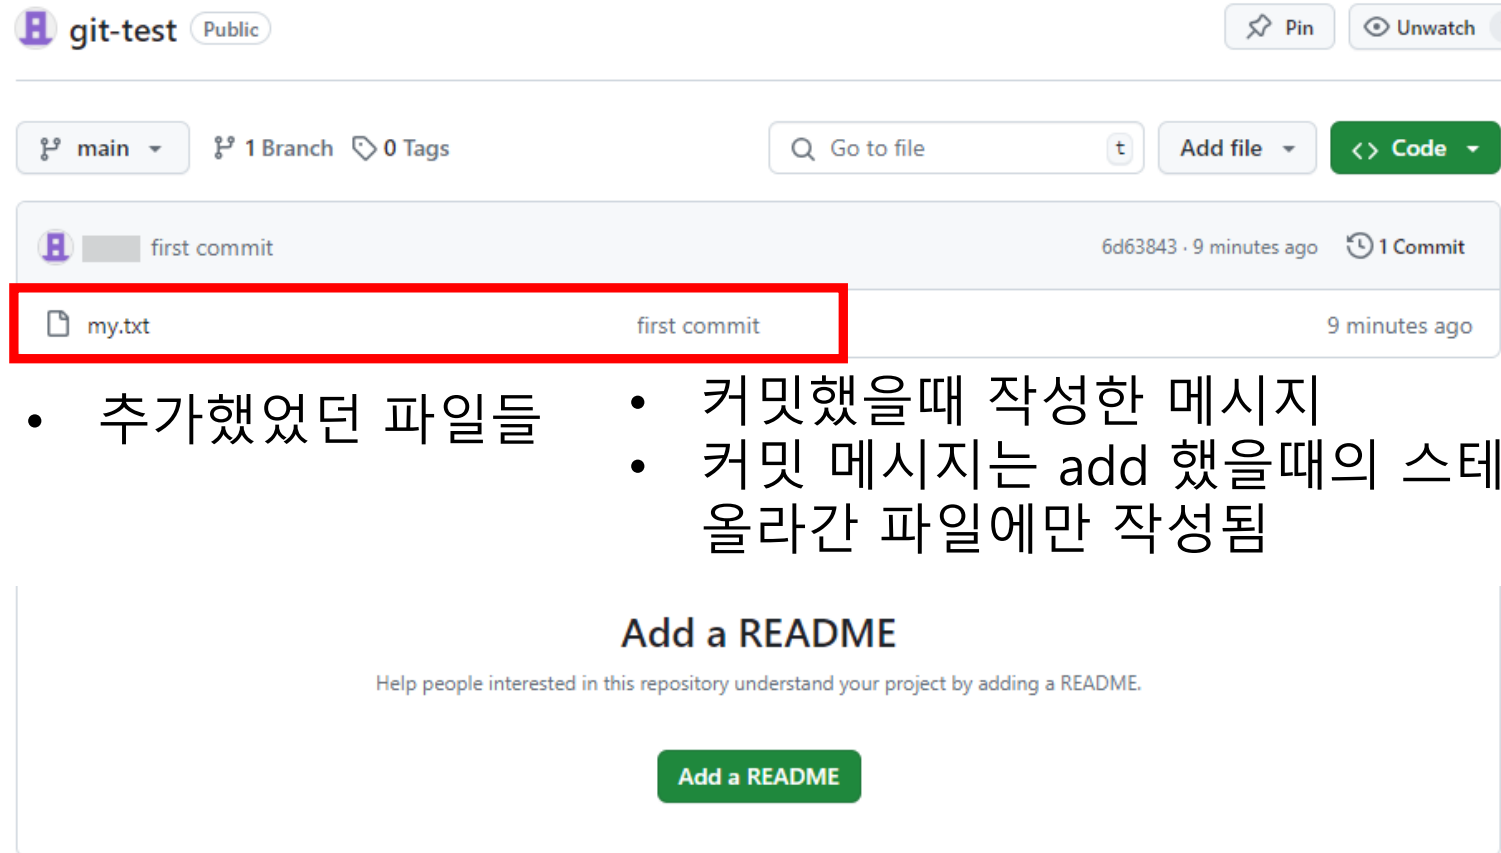 git-test Public Pin Unwatch
main 1 Branch 0 Tags Go to file t Add file Code
first commit 6d63843 · 9 minutes ago 1 Commit
my.txt first commit 9 minutes ago
• 추가했었던 파일들
• 커밋했을때 작성한 메시지
• 커밋 메시지는 add 했을때의 스테
올라간 파일에만 작성됨
Add a README
Help people interested in this repository understand your project by adding a README.
Add a README